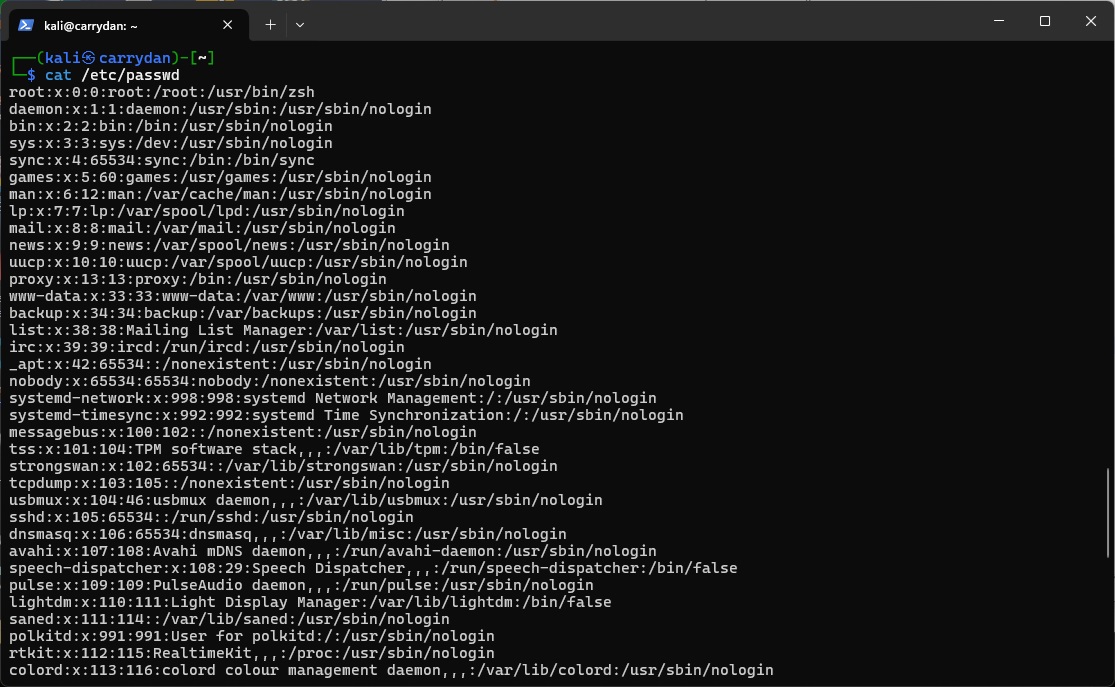 kali@carrydan: ~
┌──(kali㉿carrydan)-[~]
└─$ cat /etc/passwd
root:x:0:0:root:/root:/usr/bin/zsh
daemon:x:1:1:daemon:/usr/sbin:/usr/sbin/nologin
bin:x:2:2:bin:/bin:/usr/sbin/nologin
sys:x:3:3:sys:/dev:/usr/sbin/nologin
sync:x:4:65534:sync:/bin:/bin/sync
games:x:5:60:games:/usr/games:/usr/sbin/nologin
man:x:6:12:man:/var/cache/man:/usr/sbin/nologin
lp:x:7:7:lp:/var/spool/lpd:/usr/sbin/nologin
mail:x:8:8:mail:/var/mail:/usr/sbin/nologin
news:x:9:9:news:/var/spool/news:/usr/sbin/nologin
uucp:x:10:10:uucp:/var/spool/uucp:/usr/sbin/nologin
proxy:x:13:13:proxy:/bin:/usr/sbin/nologin
www-data:x:33:33:www-data:/var/www:/usr/sbin/nologin
backup:x:34:34:backup:/var/backups:/usr/sbin/nologin
list:x:38:38:Mailing List Manager:/var/list:/usr/sbin/nologin
irc:x:39:39:ircd:/run/ircd:/usr/sbin/nologin
_apt:x:42:65534::/nonexistent:/usr/sbin/nologin
nobody:x:65534:65534:nobody:/nonexistent:/usr/sbin/nologin
systemd-network:x:998:998:systemd Network Management:/:/usr/sbin/nologin
systemd-timesync:x:992:992:systemd Time Synchronization:/:/usr/sbin/nologin
messagebus:x:100:102::/nonexistent:/usr/sbin/nologin
tss:x:101:104:TPM software stack,,,:/var/lib/tpm:/bin/false
strongswan:x:102:65534::/var/lib/strongswan:/usr/sbin/nologin
tcpdump:x:103:105::/nonexistent:/usr/sbin/nologin
usbmux:x:104:46:usbmux daemon,,,:/var/lib/usbmux:/usr/sbin/nologin
sshd:x:105:65534::/run/sshd:/usr/sbin/nologin
dnsmasq:x:106:65534:dnsmasq,,,:/var/lib/misc:/usr/sbin/nologin
avahi:x:107:108:Avahi mDNS daemon,,,:/run/avahi-daemon:/usr/sbin/nologin
speech-dispatcher:x:108:29:Speech Dispatcher,,,:/run/speech-dispatcher:/bin/false
pulse:x:109:109:PulseAudio daemon,,,:/run/pulse:/usr/sbin/nologin
lightdm:x:110:111:Light Display Manager:/var/lib/lightdm:/bin/false
saned:x:111:114::/var/lib/saned:/usr/sbin/nologin
polkitd:x:991:991:User for polkitd:/:/usr/sbin/nologin
rtkit:x:112:115:RealtimeKit,,,:/proc:/usr/sbin/nologin
colord:x:113:116:colord colour management daemon,,,:/var/lib/colord:/usr/sbin/nologin